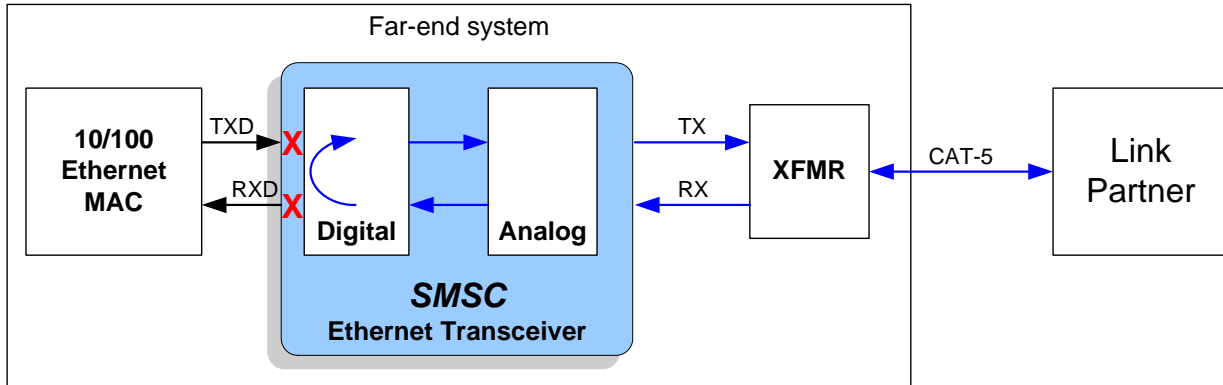 Far-end system
10/100
Ethernet
MAC
TXD
RXD
X
X
Digital
Analog
SMSC
Ethernet Transceiver
TX
RX
XFMR
CAT-5
Link
Partner